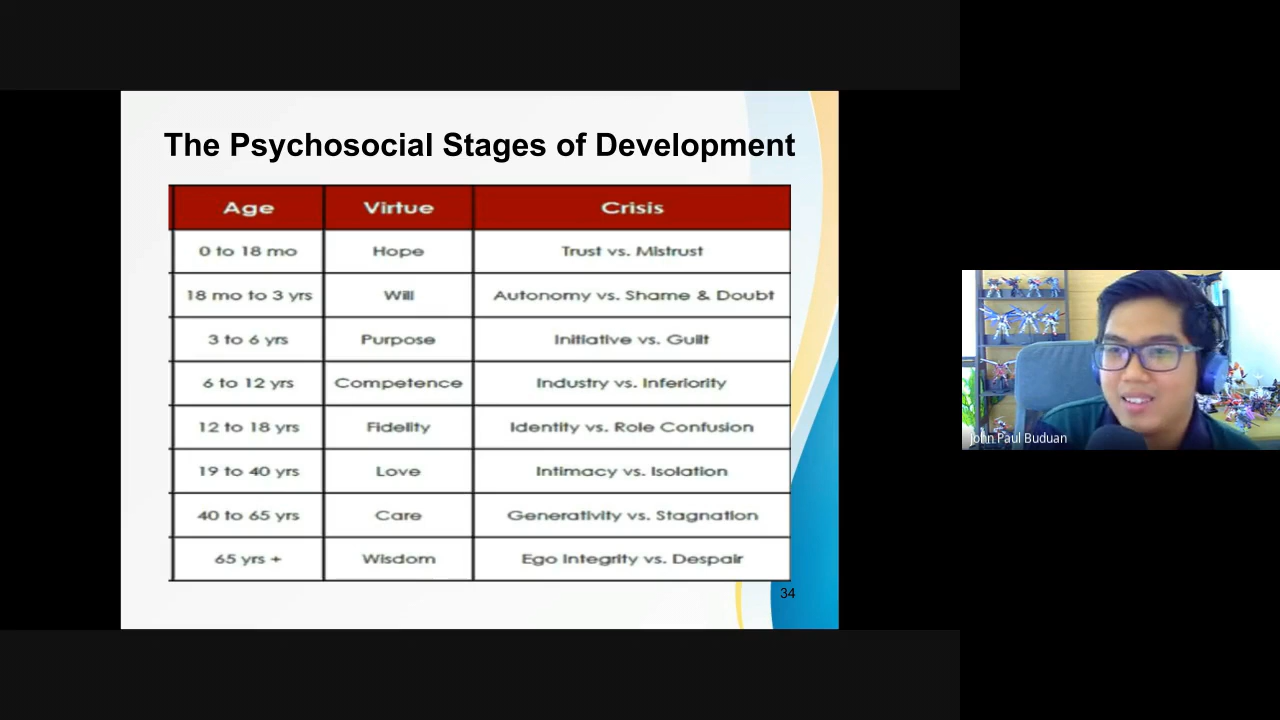 The Psychosocial Stages of Development
Age Virtue Crisis
0 to 18 mo Hope Trust vs. Mistrust
18 mo to 3 yrs Will Autonomy vs. Shame & Doubt
3 to 6 yrs Purpose Initiative vs. Guilt
6 to 12 yrs Competence Industry vs. Inferiority
12 to 18 yrs Fidelity Identity vs. Role Confusion
19 to 40 yrs Love Intimacy vs. Isolation
40 to 65 yrs Care Generativity vs. Stagnation
65 yrs + Wisdom Ego Integrity vs. Despair
34
John Paul Buduan